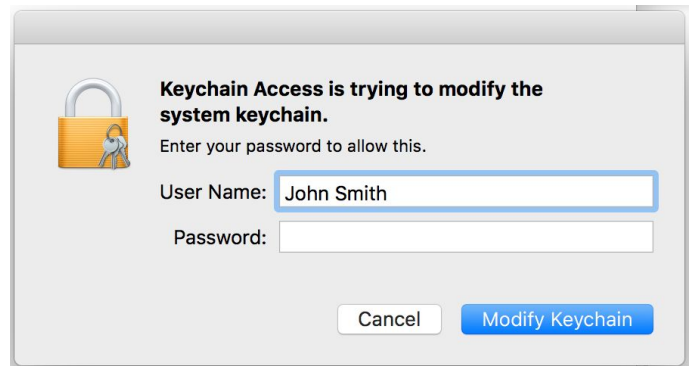 Keychain Access is trying to modify the
system keychain.
Enter your password to allow this.
User Name: John Smith
Password:
Cancel Modify Keychain